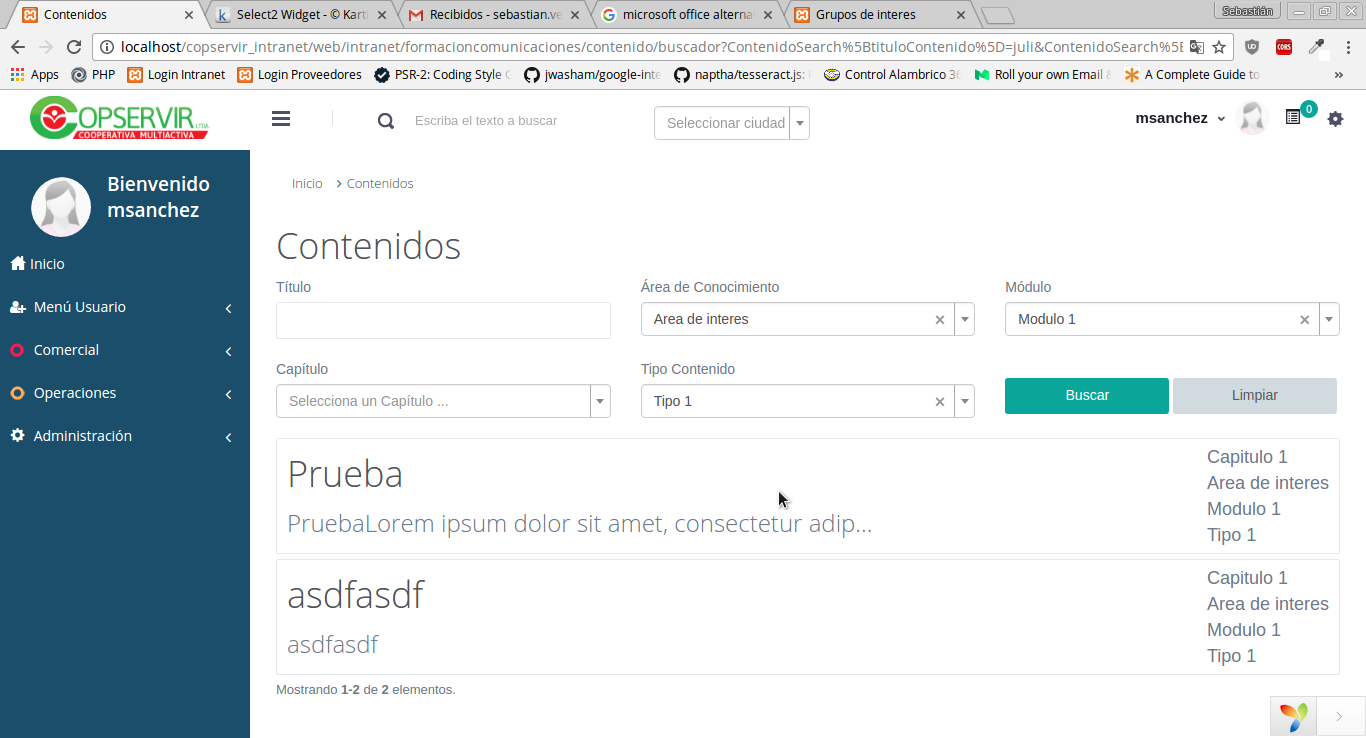 Contenidos
Select2 Widget - © Karti
Recibidos - sebastian.ve
microsoft office alterna
Grupos de interes
Sebastián
localhost/copservir_intranet/web/intranet/formacioncomunicaciones/contenido/buscador?ContenidoSearch%5BtituloContenido%5D=juli&ContenidoSearch%5E
Apps
PHP
Login Intranet
Login Proveedores
PSR-2: Coding Style C
jwasham/google-inte
naptha/tesseract.js:
Control Alambrico 36
Roll your own Email &
A Complete Guide to
»
COPSERVIR LTDA.
COOPERATIVA MULTIACTIVA
Escriba el texto a buscar
Seleccionar ciudad
msanchez
0
Bienvenido
msanchez
Inicio
Menú Usuario
Comercial
Operaciones
Administración
Inicio > Contenidos
Contenidos
Título
Área de Conocimiento
Módulo
Area de interes ×
Modulo 1 ×
Capítulo
Tipo Contenido
Selecciona un Capítulo ...
Tipo 1 ×
Buscar
Limpiar
Prueba
PruebaLorem ipsum dolor sit amet, consectetur adip...
Capitulo 1
Area de interes
Modulo 1
Tipo 1
asdfasdf
asdfasdf
Capitulo 1
Area de interes
Modulo 1
Tipo 1
Mostrando 1-2 de 2 elementos.